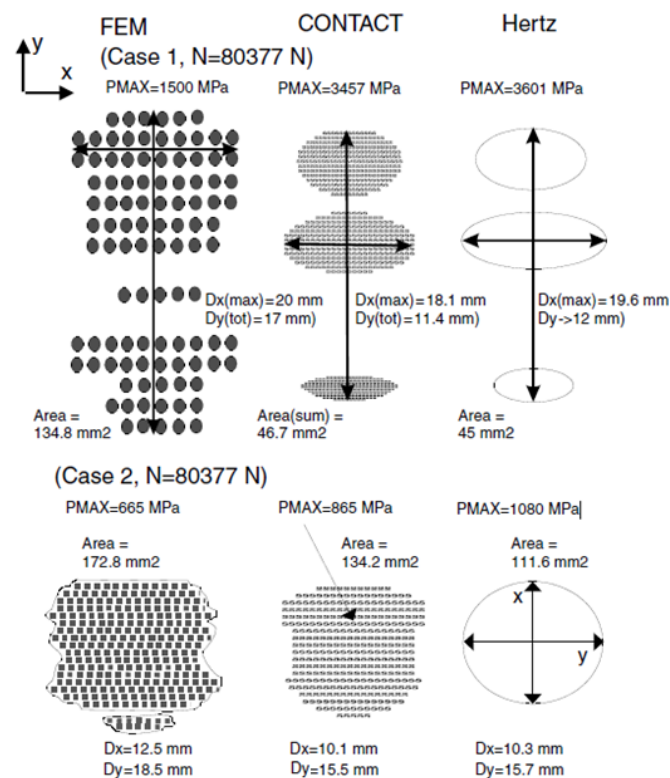 FEM CONTACT Hertz
(Case 1, N=80377 N)
y
x
PMAX=1500 MPa PMAX=3457 MPa PMAX=3601 MPa
Dx(max)=20 mm Dx(max)=18.1 mm Dx(max)=19.6 mm
Dy(tot)=17 mm) Dy(tot)=11.4 mm) Dy->12 mm)
Area = Area(sum) = Area =
134.8 mm2 46.7 mm2 45 mm2
(Case 2, N=80377 N)
PMAX=665 MPa PMAX=865 MPa PMAX=1080 MPa
Area = Area = Area =
172.8 mm2 134.2 mm2 111.6 mm2
x
y
Dx=12.5 mm Dx=10.1 mm Dx=10.3 mm
Dy=18.5 mm Dy=15.5 mm Dy=15.7 mm